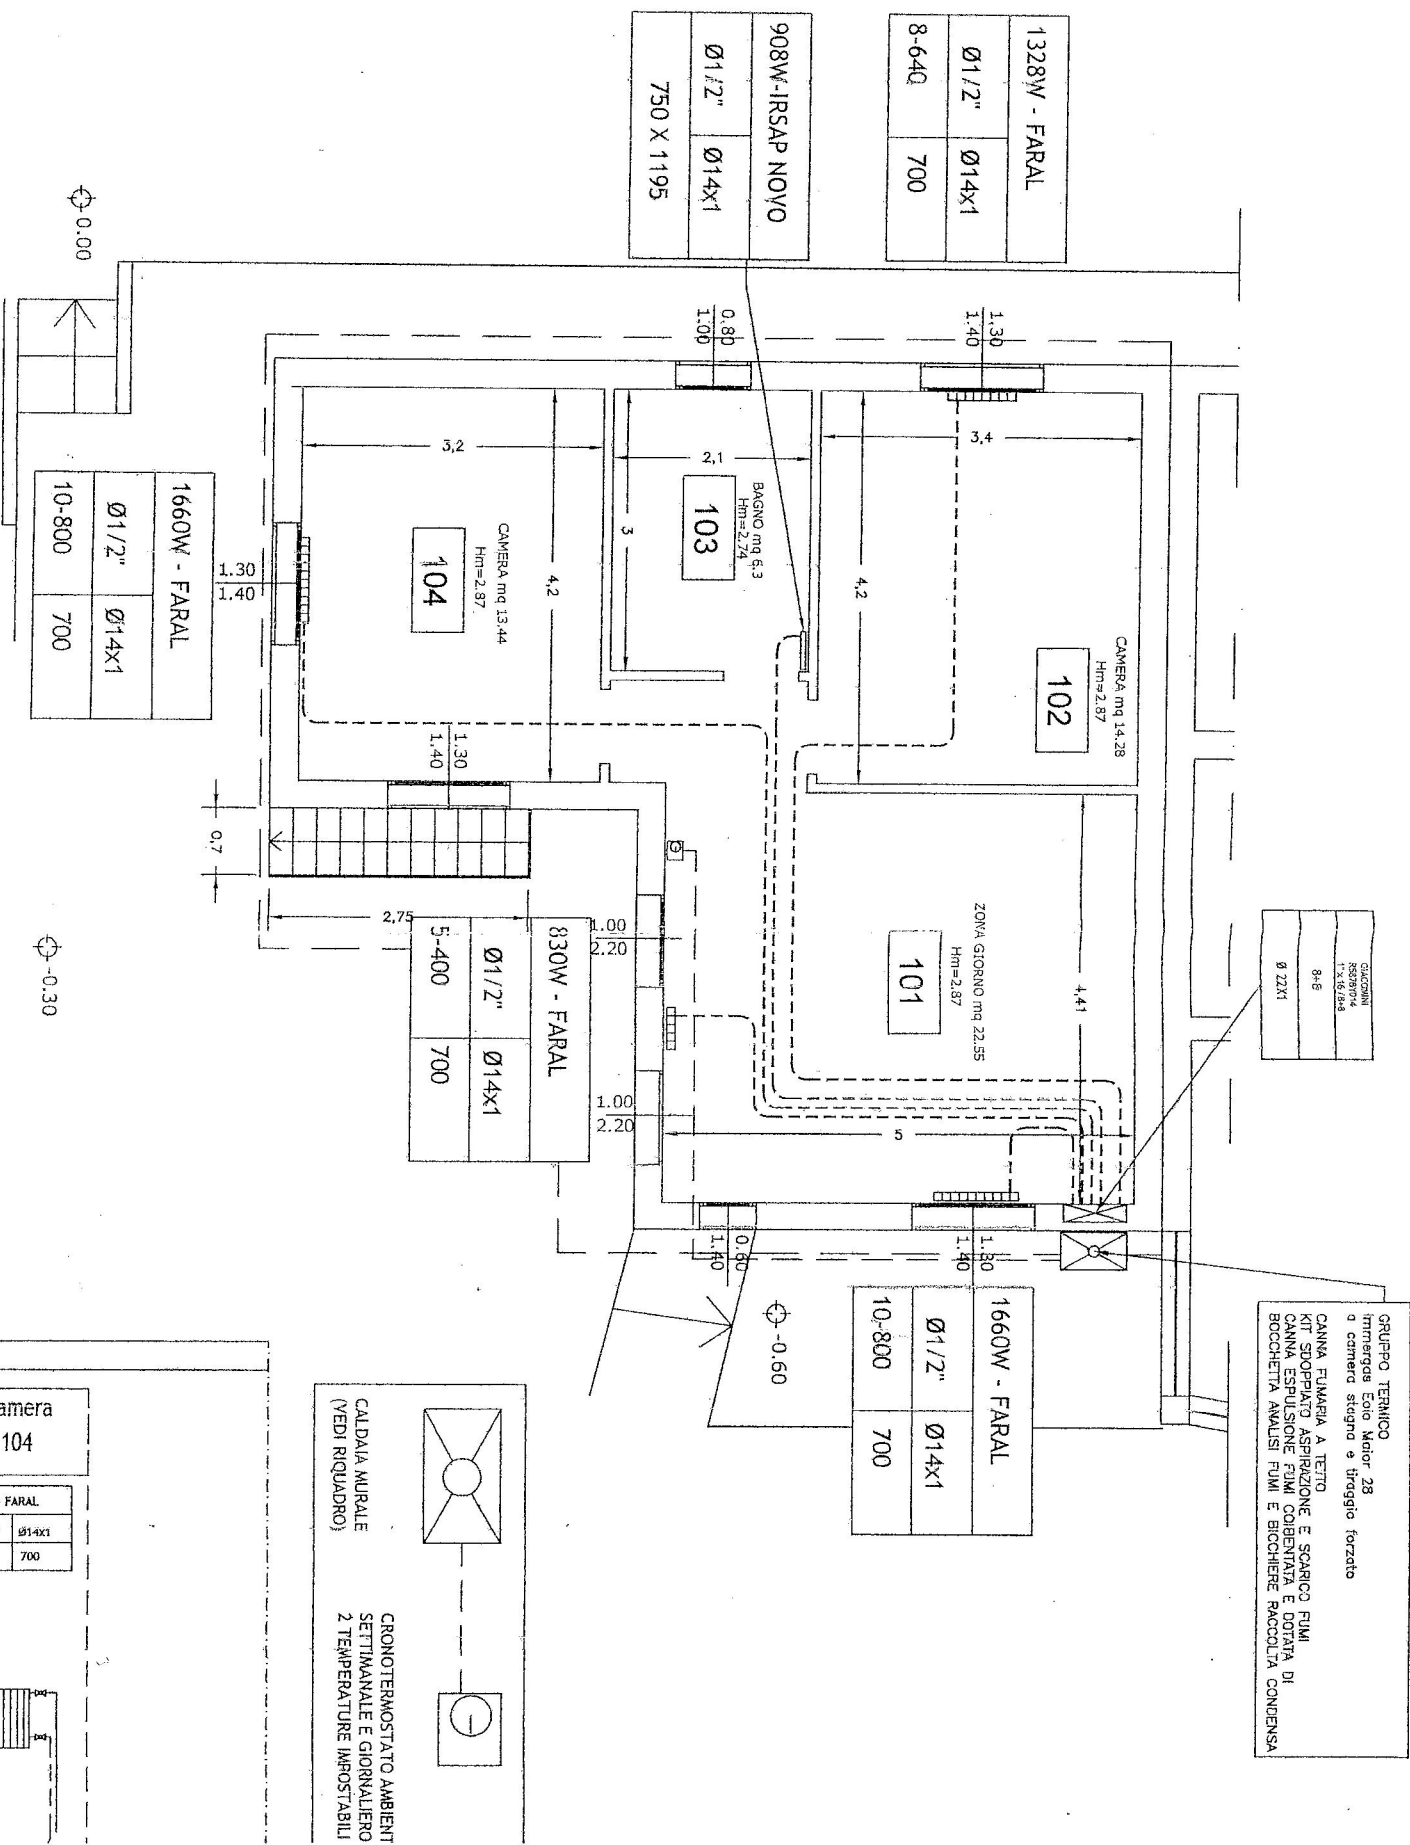 1328W - FARAL
Ø1/2" Ø14x1
8-640 700
908W-IRSAP NOVO
Ø1/2" Ø14x1
750 X 1195
0.00
1.30
1.40
0.80
1.00
3,4
4,2
CAMERA mq 14.28
Hm=2.87
102
2,1
3
BAGNO mq 6.3
Hm=2.74
103
3,2
4,2
CAMERA mq 13.44
Hm=2.87
104
1.30
1.40
1660W - FARAL
Ø1/2" Ø14x1
10-800 700
1.30
1.40
0,7
2,75
-0.30
ZONA GIORNO mq 22.55
Hm=2.87
101
4,41
5
1.00
2.20
1.00
2.20
830W - FARAL
Ø1/2" Ø14x1
5-400 700
GIACOMINI
8+8
Ø 22X1
1.30
1.40
0.60
1.40
-0.60
1660W - FARAL
Ø1/2" Ø14x1
10-800 700
GRUPPO TERMICO
Immergas Eolo Maior 28
a camera stagna e tiraggio forzato
CANNA FUMARIA A TETTO
KIT SDOPPIATO ASPIRAZIONE E SCARICO FUMI
CANNA ESPULSIONE FUMI COIBENTATA E DOTATA DI
BOCCHETTA ANALISI FUMI E BICCHIERE RACCOLTA CONDENSA
CALDAIA MURALE
(VEDI RIQUADRO)
CRONOTERMOSTATO AMBIENT
SETTIMANALE E GIORNALIERO
2 TEMPERATURE IMPOSTABILI
amera
104
FARAL
Ø14X1
700